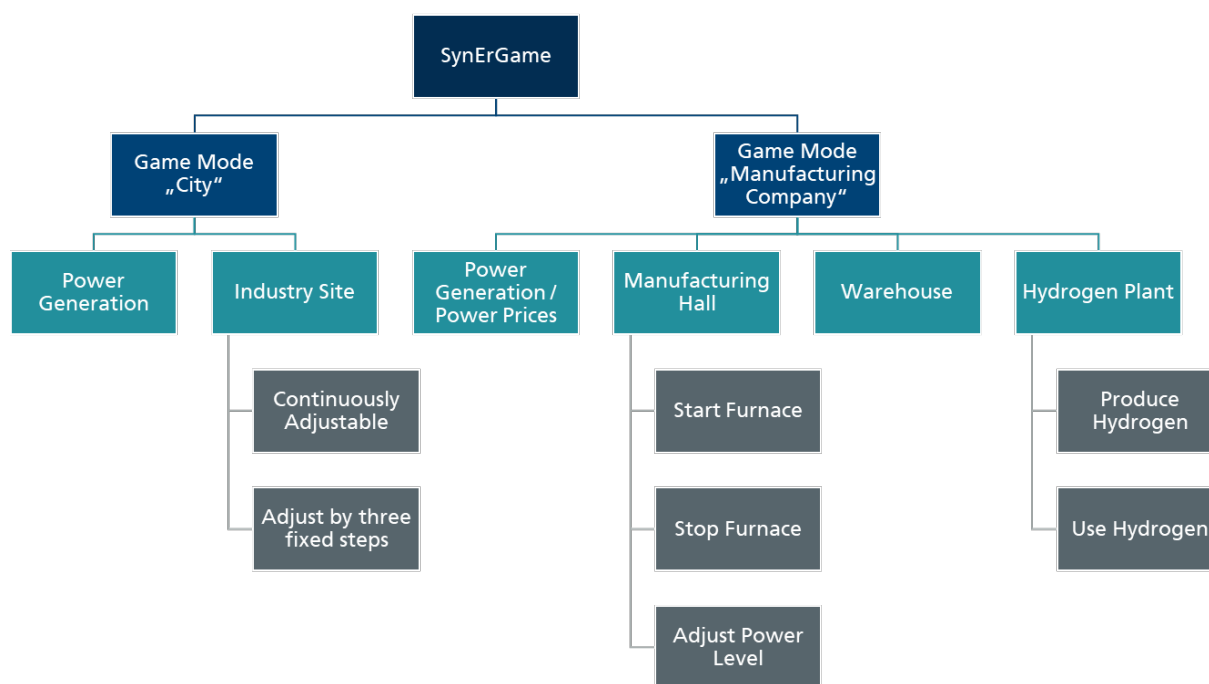 SynErGame
Game Mode
„City“
Game Mode
„Manufacturing
Company“
Power
Generation
Industry Site
Power
Generation /
Power Prices
Manufacturing
Hall
Warehouse
Hydrogen Plant
Continuously
Adjustable
Start Furnace
Produce
Hydrogen
Adjust by three
fixed steps
Stop Furnace
Use Hydrogen
Adjust Power
Level